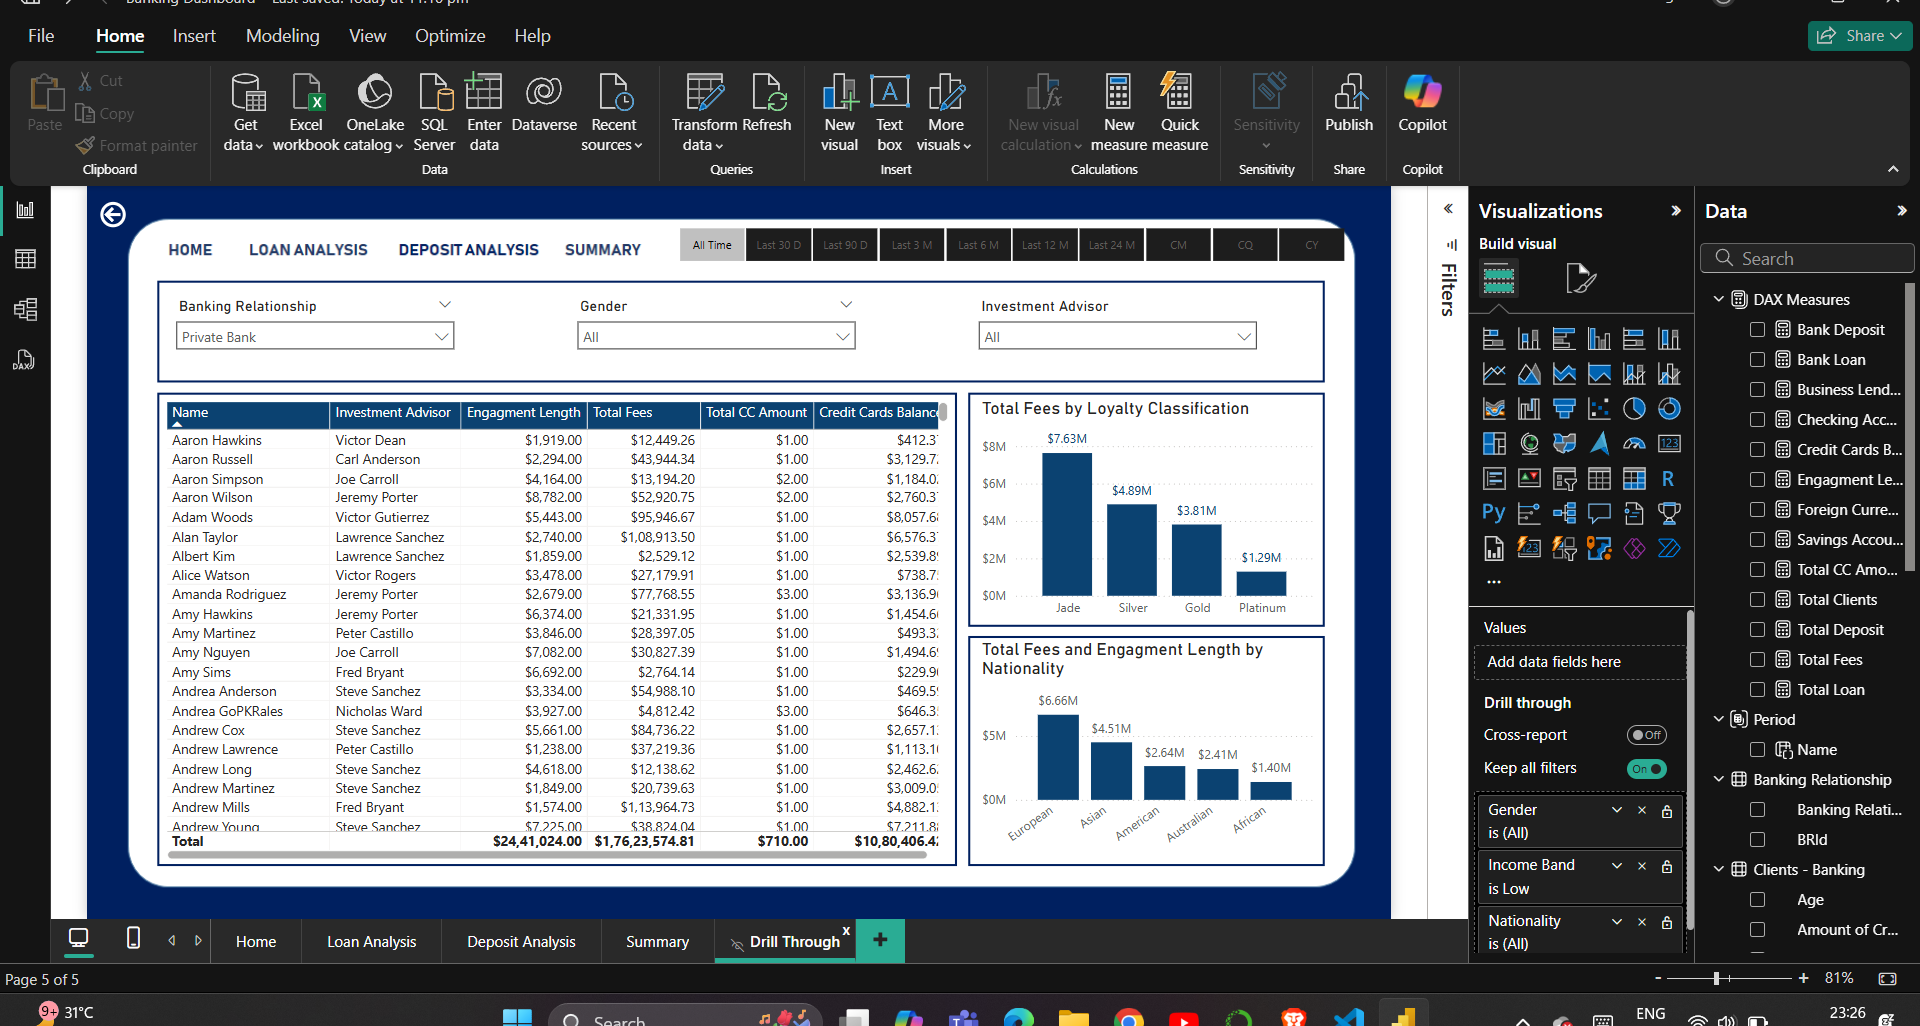 File Home Insert Modeling View Optimize Help Share
Paste Cut
Copy
Format painter
Clipboard
Get data
Excel workbook
OneLake catalog
SQL Server
Enter data
Dataverse
Recent sources
Data
Transform data
Refresh
Queries
New visual
Text box
More visuals
Insert
New visual calculation
New measure
Quick measure
Calculations
Sensitivity
Sensitivity
Publish
Share
Copilot
Copilot
HOME LOAN ANALYSIS DEPOSIT ANALYSIS SUMMARY
All Time Last 30 D Last 90 D Last 3 M Last 6 M Last 12 M Last 24 M CM CQ CY
Banking Relationship Gender Investment Advisor
Private Bank All All
Name Investment Advisor Engagment Length Total Fees Total CC Amount Credit Cards Balance
Aaron Hawkins Victor Dean $1,919.00 $12,449.26 $1.00 $412.3
Aaron Russell Carl Anderson $2,294.00 $43,944.34 $1.00 $3,129.7
Aaron Simpson Joe Carroll $4,164.00 $13,194.20 $2.00 $1,184.0
Aaron Wilson Jeremy Porter $8,782.00 $52,920.75 $2.00 $2,760.3
Adam Woods Victor Gutierrez $5,443.00 $95,946.67 $1.00 $8,057.6
Alan Taylor Lawrence Sanchez $2,740.00 $1,08,913.50 $1.00 $6,576.3
Albert Kim Lawrence Sanchez $1,859.00 $2,529.12 $1.00 $2,539.8
Alice Watson Victor Rogers $3,478.00 $27,179.91 $1.00 $738.7
Amanda Rodriguez Jeremy Porter $2,679.00 $77,768.55 $3.00 $3,136.9
Amy Hawkins Jeremy Porter $6,374.00 $21,331.95 $1.00 $1,454.6
Amy Martinez Peter Castillo $3,846.00 $28,397.05 $1.00 $493.3
Amy Nguyen Joe Carroll $7,082.00 $30,827.39 $1.00 $1,494.6
Amy Sims Fred Bryant $6,692.00 $2,764.14 $1.00 $229.9
Andrea Anderson Steve Sanchez $3,334.00 $54,988.10 $1.00 $469.5
Andrea GoPKRales Nicholas Ward $3,927.00 $4,812.42 $3.00 $646.3
Andrew Cox Steve Sanchez $5,661.00 $84,736.22 $1.00 $2,657.1
Andrew Lawrence Peter Castillo $1,238.00 $37,219.36 $1.00 $1,113.1
Andrew Long Steve Sanchez $4,618.00 $12,138.62 $1.00 $2,462.6
Andrew Martinez Steve Sanchez $1,849.00 $20,739.63 $1.00 $3,009.0
Andrew Mills Fred Bryant $1,574.00 $1,13,964.73 $1.00 $4,882.1
Andrew Young Steve Sanchez $7,225.00 $38,824.04 $1.00 $7,211.8
Total $24,41,024.00 $1,76,23,574.81 $710.00 $10,80,406.4
Total Fees by Loyalty Classification
$8M
$6M
$4M
$2M
$0M
$7.63M
$4.89M
$3.81M
$1.29M
Jade Silver Gold Platinum
Total Fees and Engagment Length by
Nationality
$5M
$0M
$6.66M
$4.51M
$2.64M
$2.41M
$1.40M
European Asian American Australian African
Filters
Visualizations
Build visual
123
R
Py
123
...
Values
Add data fields here
Drill through
Cross-report Off
Keep all filters On
Gender
is (All)
Income Band
is Low
Nationality
is (All)
Data
Search
DAX Measures
Bank Deposit
Bank Loan
Business Lend...
Checking Acc...
Credit Cards B...
Engagment Le...
Foreign Curre...
Savings Accou...
Total CC Amo...
Total Clients
Total Deposit
Total Fees
Total Loan
Period
Name
Banking Relationship
Banking Relati...
BRId
Clients - Banking
Age
Amount of Cr...
DAX
Home Loan Analysis Deposit Analysis Summary Drill Through x +
Page 5 of 5
- + 81%
9+ 31°C
Search
ENG
23:26